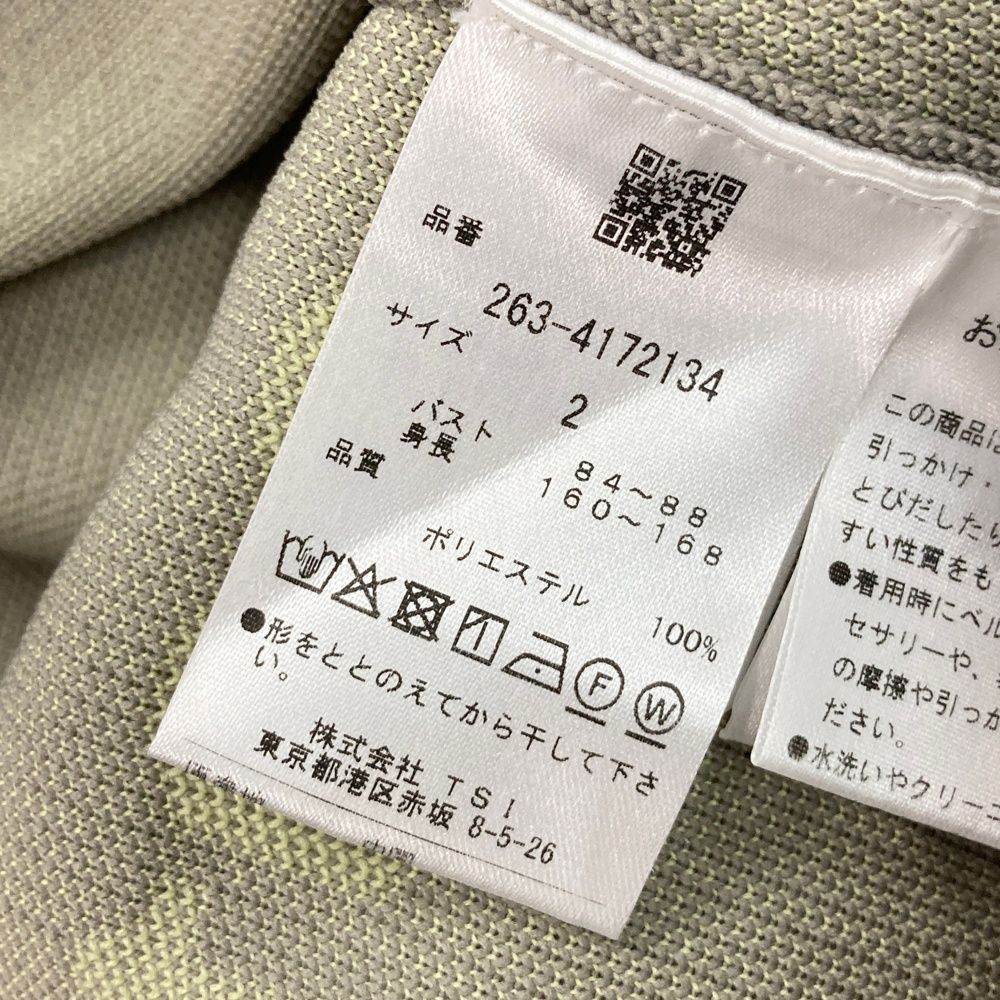 品番
263-4172134
サイズ
2
バスト 84～88
身長 160～168
品質
ポリエステル 100%
F W
●形をととのえてから干して下さ
い。
株式会社 TSI
東京都港区赤坂 8-5-26
お
この商品は
引っかけ・
とびだしたり
すい性質をも
●着用時にベル
セサリーや、
の摩擦や引っか
ださい。
●水洗いやクリーニ